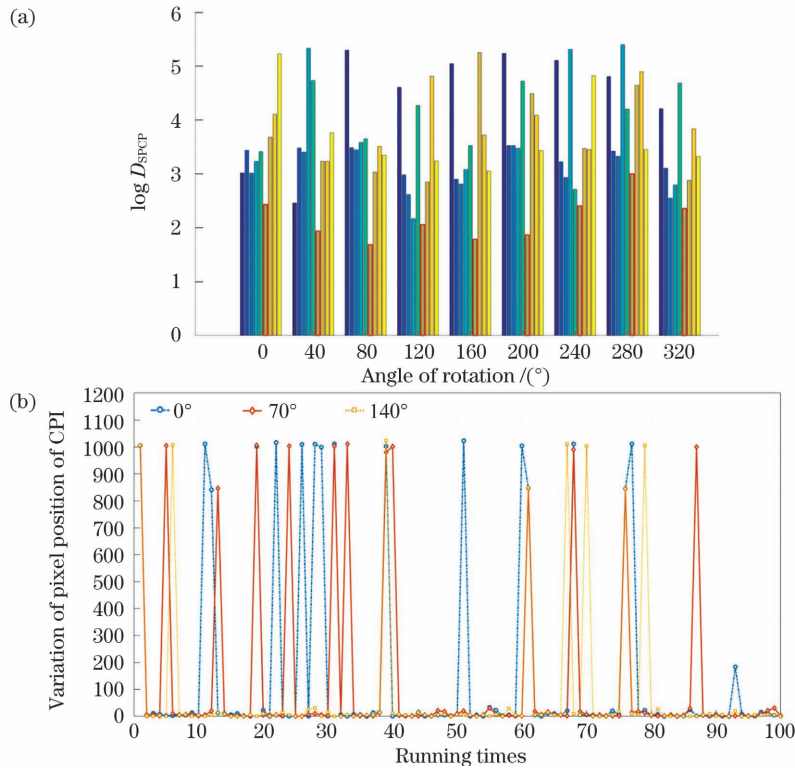 (a)
6
5
4
3
2
1
0
log D_SPCP
0 40 80 120 160 200 240 280 320
Angle of rotation /(°)
(b)
1200
1100
1000
900
800
700
600
500
400
300
200
100
0
Variation of pixel position of CPI
0° 70° 140°
0 10 20 30 40 50 60 70 80 90 100
Running times